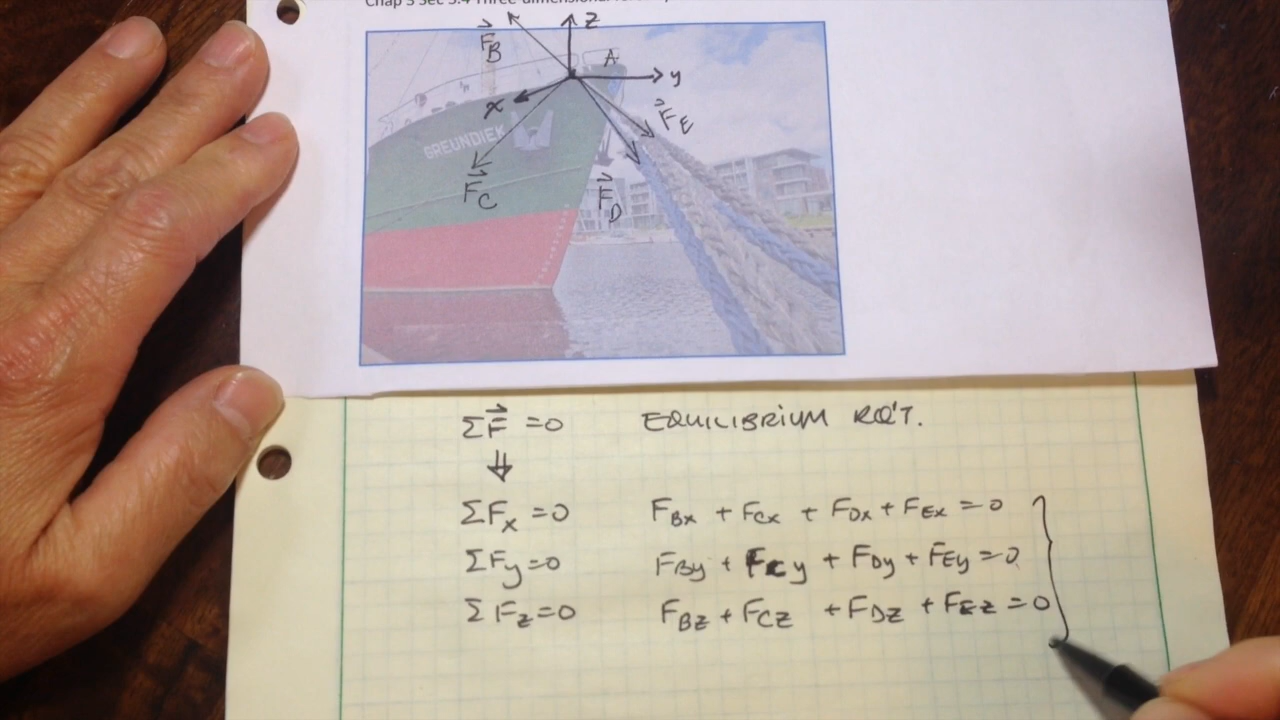 Chap 3 Sec 3.4 Three-dimensional
F⃗B
z
A
y
x
F⃗E
GREUNDIEK
F⃗C
F⃗D
ΣF⃗ = 0 EQUILIBRIUM RQ'T.
⇓
ΣFx = 0 FBx + FCx + FDx + FEx = 0
ΣFy = 0 FBy + FCy + FDy + FEy = 0
ΣFz = 0 FBz + FCz + FDz + FEz = 0